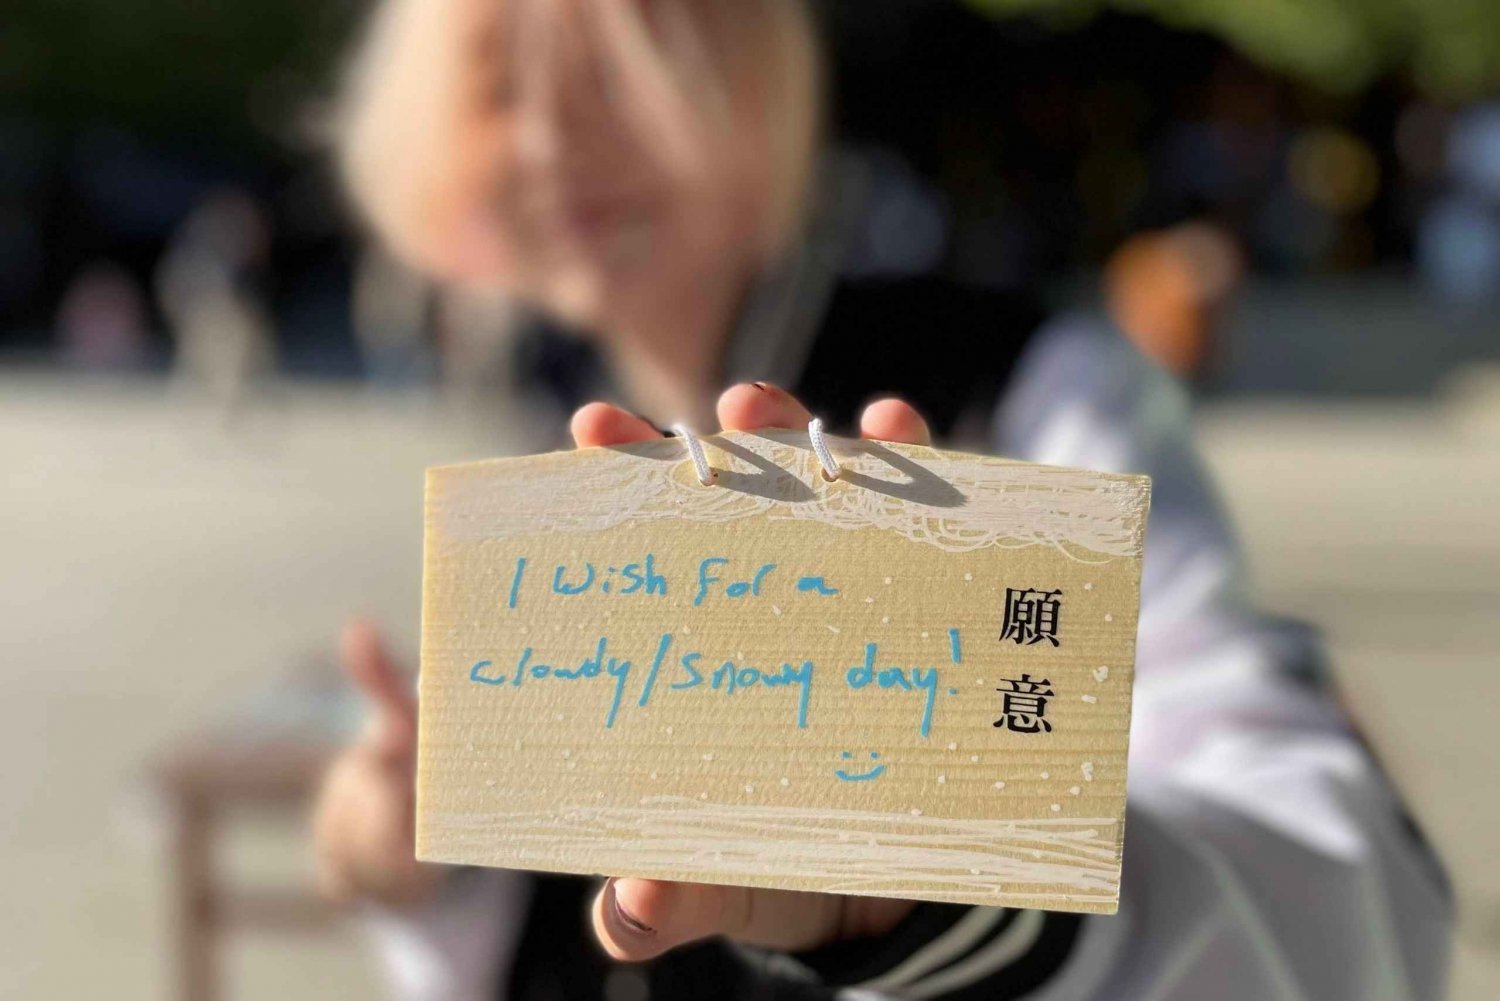 I wish for a
cloudy/snowy day!
願意